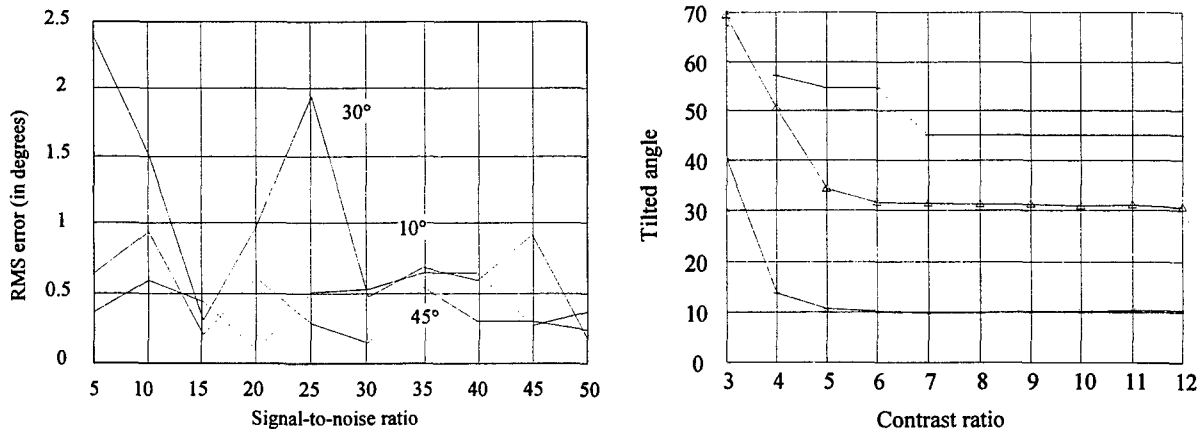 2.5
2
1.5
1
0.5
0
RMS error (in degrees)
30°
10°
45°
5 10 15 20 25 30 35 40 45 50
Signal-to-noise ratio
70
60
50
40
30
20
10
0
Tilted angle
3 4 5 6 7 8 9 10 11 12
Contrast ratio